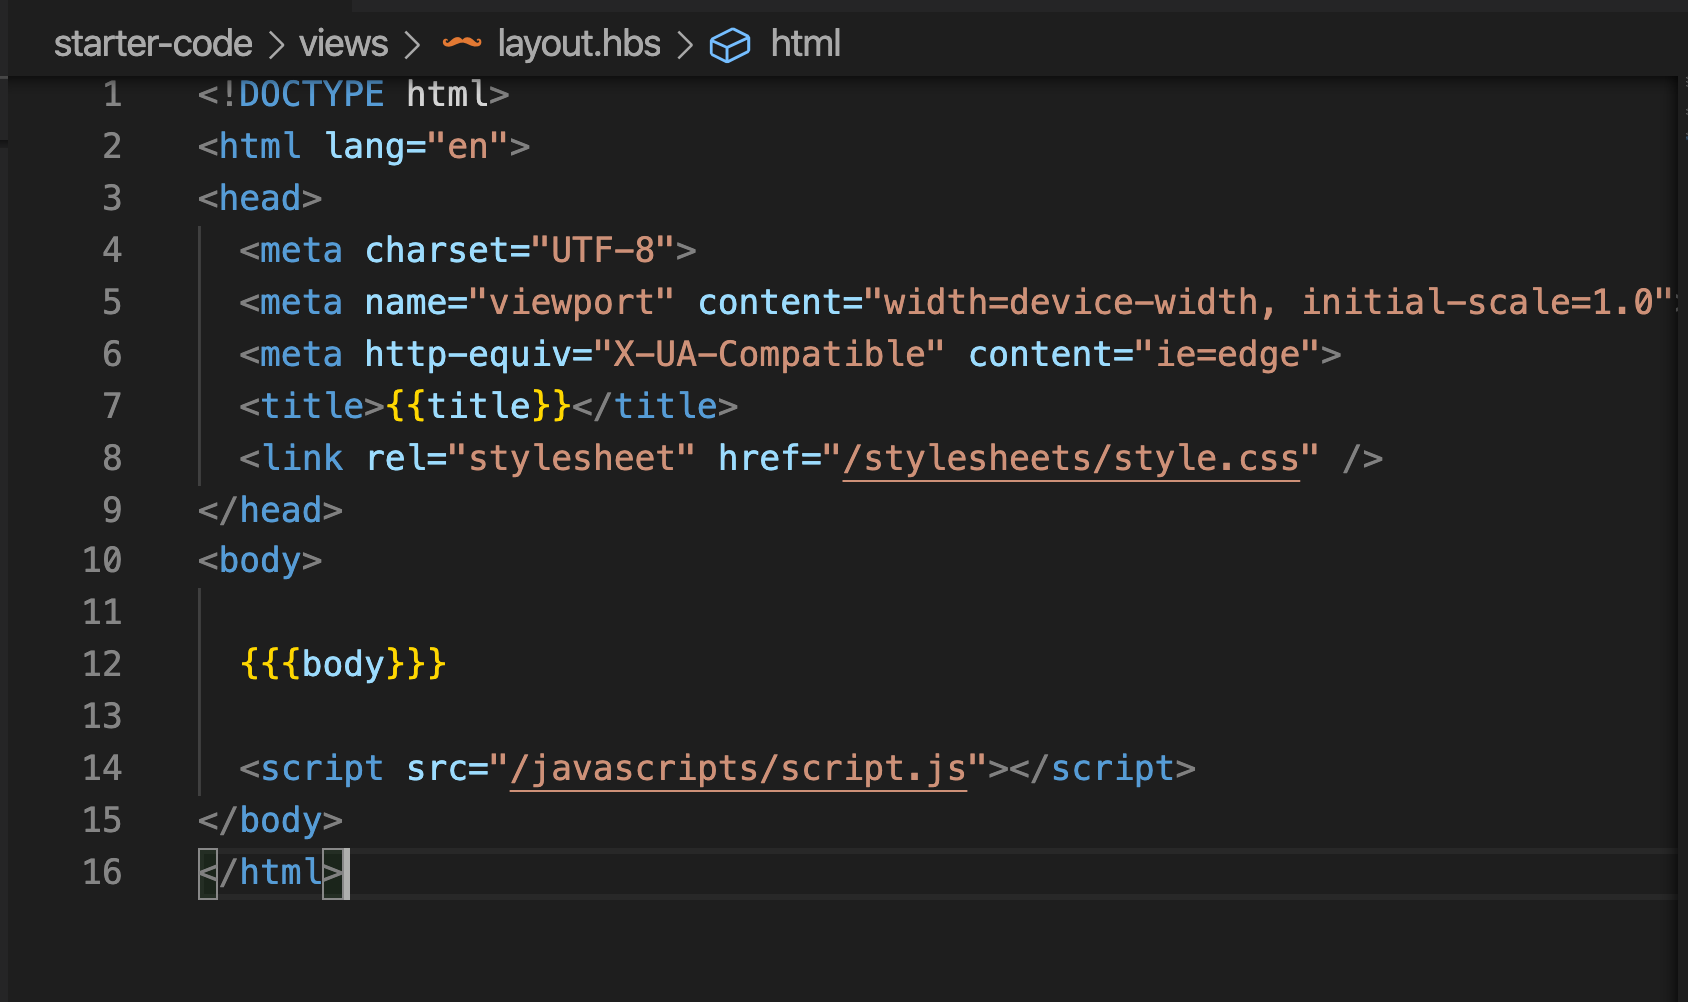 starter-code > views > layout.hbs > html
1 <!DOCTYPE html>
2 <html lang="en">
3 <head>
4   <meta charset="UTF-8">
5   <meta name="viewport" content="width=device-width, initial-scale=1.0">
6   <meta http-equiv="X-UA-Compatible" content="ie=edge">
7   <title>{{title}}</title>
8   <link rel="stylesheet" href="/stylesheets/style.css" />
9 </head>
10 <body>
11
12   {{{body}}}
13
14   <script src="/javascripts/script.js"></script>
15 </body>
16 </html>